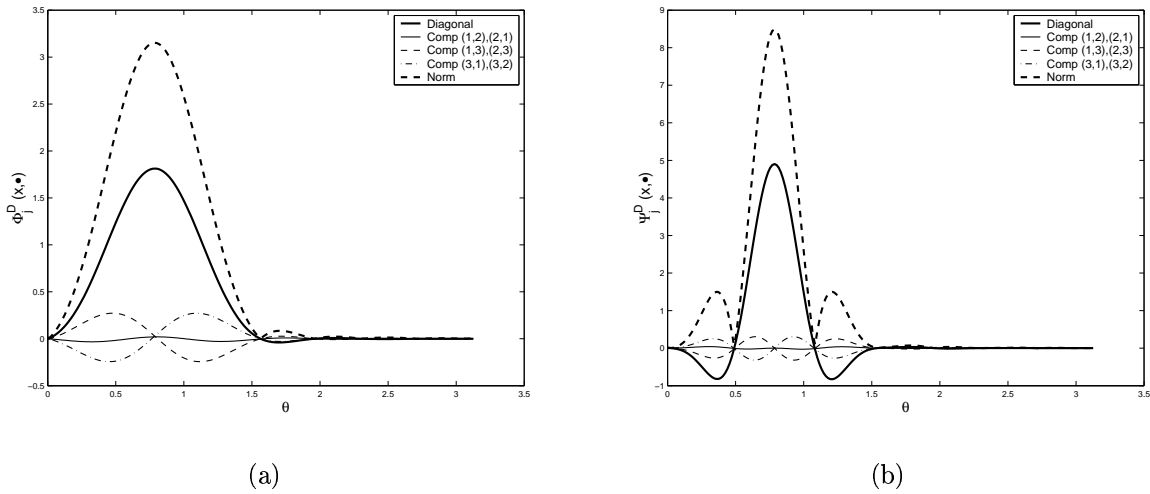 3.5
3
2.5
2
1.5
1
0.5
0
−0.5
Φ_j^D (x,•)
Diagonal
Comp (1,2),(2,1)
Comp (1,3),(2,3)
Comp (3,1),(3,2)
Norm
0 0.5 1 1.5 2 2.5 3 3.5
θ
(a)
9
8
7
6
5
4
3
2
1
0
−1
Ψ_j^D (x,•)
Diagonal
Comp (1,2),(2,1)
Comp (1,3),(2,3)
Comp (3,1),(3,2)
Norm
0 0.5 1 1.5 2 2.5 3 3.5
θ
(b)